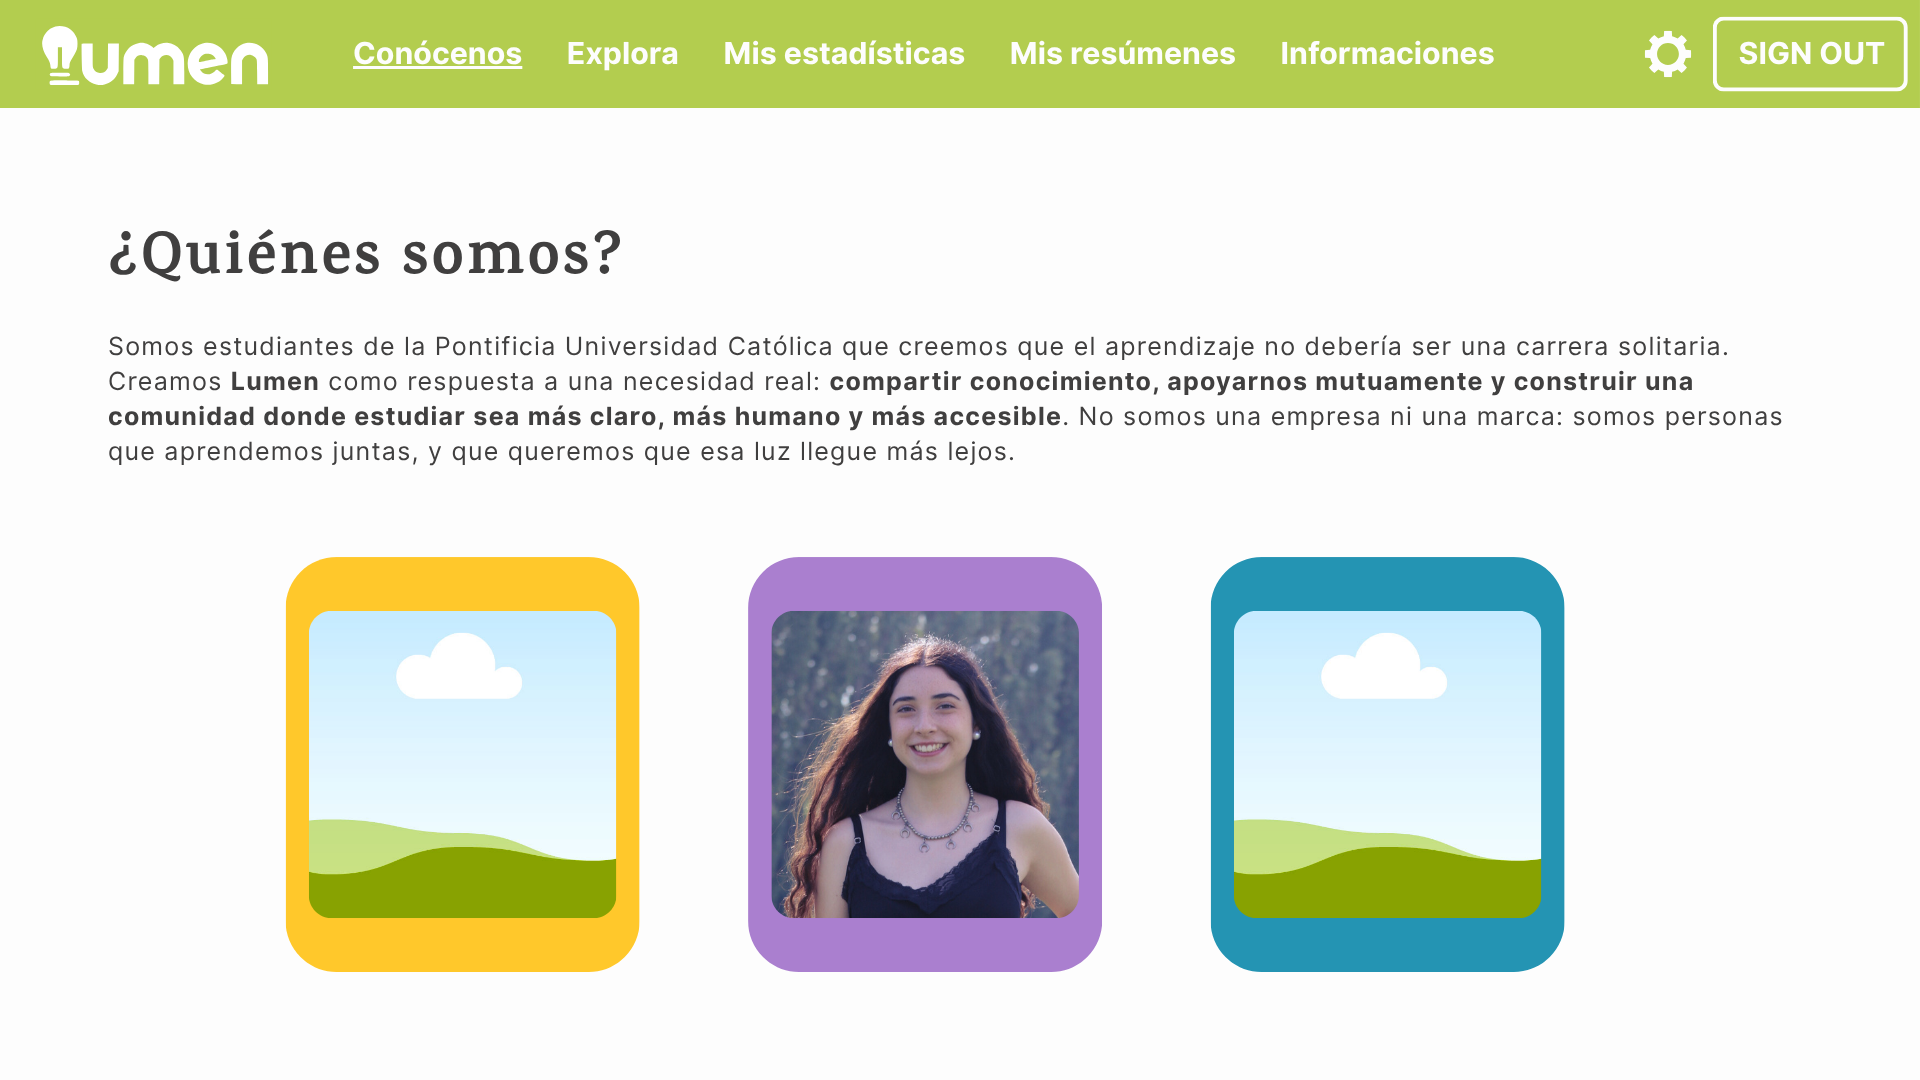 Lumen
Conócenos
Explora
Mis estadísticas
Mis resúmenes
Informaciones
SIGN OUT
¿Quiénes somos?
Somos estudiantes de la Pontificia Universidad Católica que creemos que el aprendizaje no debería ser una carrera solitaria.
Creamos Lumen como respuesta a una necesidad real: compartir conocimiento, apoyarnos mutuamente y construir una
comunidad donde estudiar sea más claro, más humano y más accesible. No somos una empresa ni una marca: somos personas
que aprendemos juntas, y que queremos que esa luz llegue más lejos.